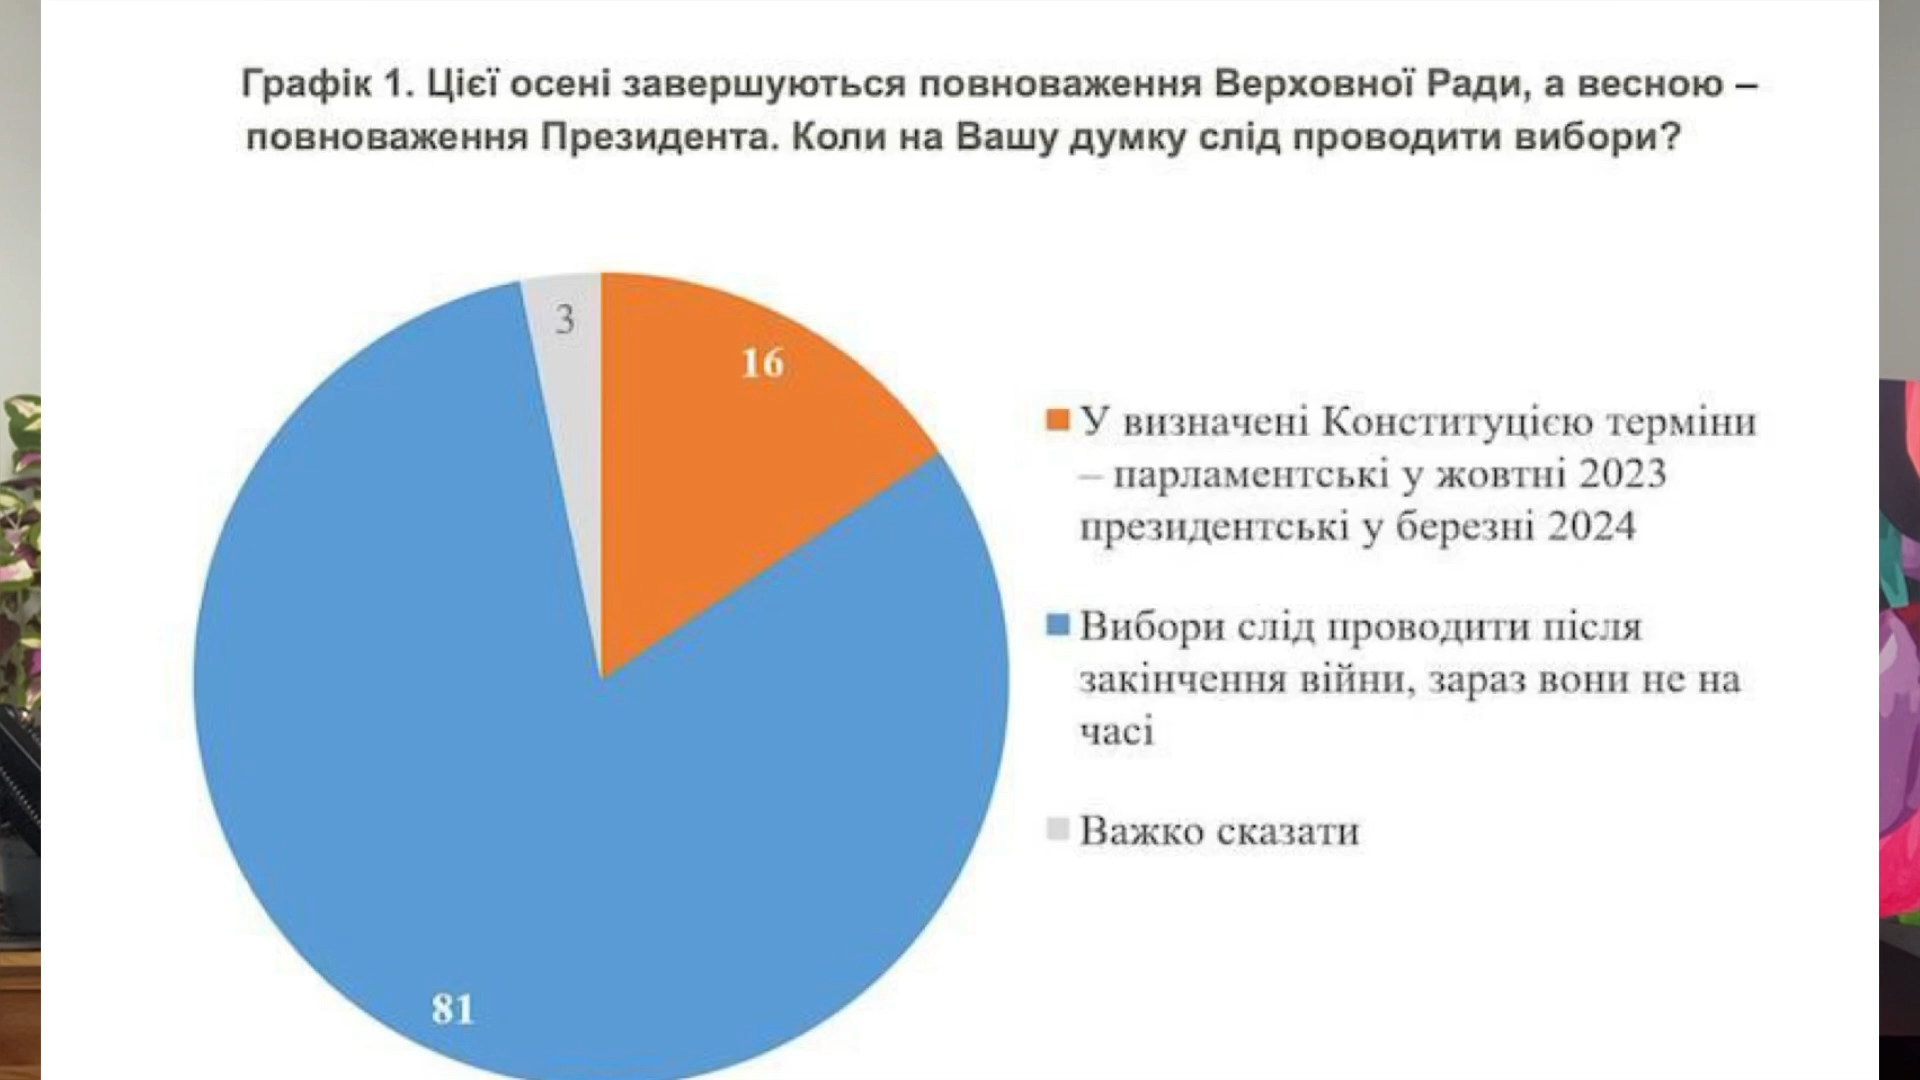 Графік 1. Цієї осені завершуються повноваження Верховної Ради, а весною –
повноваження Президента. Коли на Вашу думку слід проводити вибори?
3
16
У визначені Конституцією терміни
– парламентські у жовтні 2023
президентські у березні 2024
Вибори слід проводити після
закінчення війни, зараз вони не на
часі
Важко сказати
81